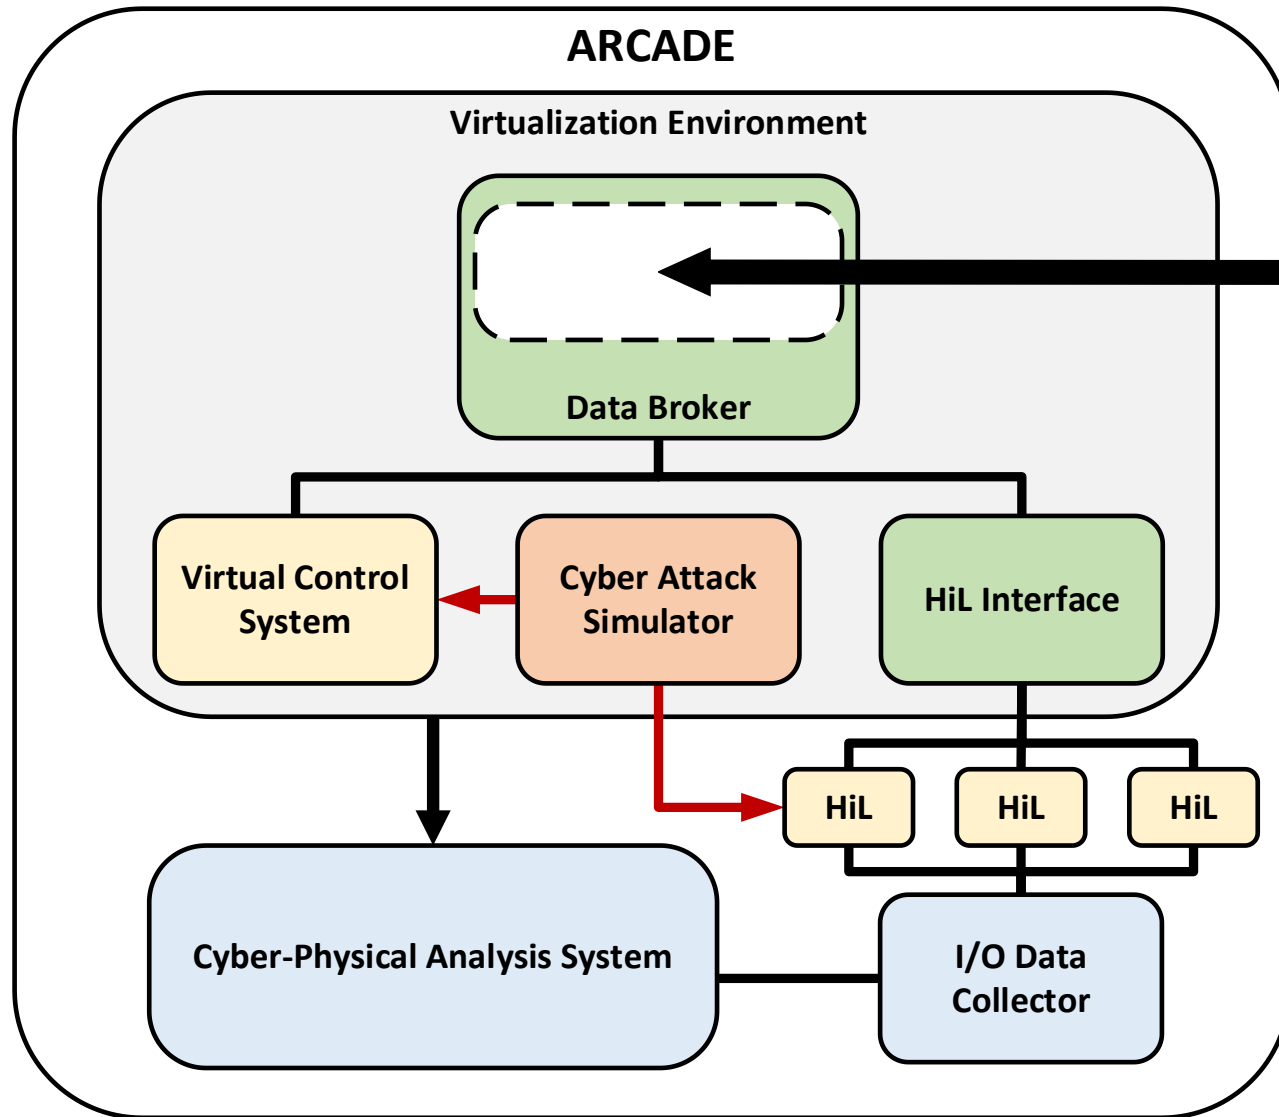 ARCADE
Virtualization Environment
Data Broker
Virtual Control
System
Cyber Attack
Simulator
HiL Interface
HiL
HiL
HiL
Cyber-Physical Analysis System
I/O Data
Collector